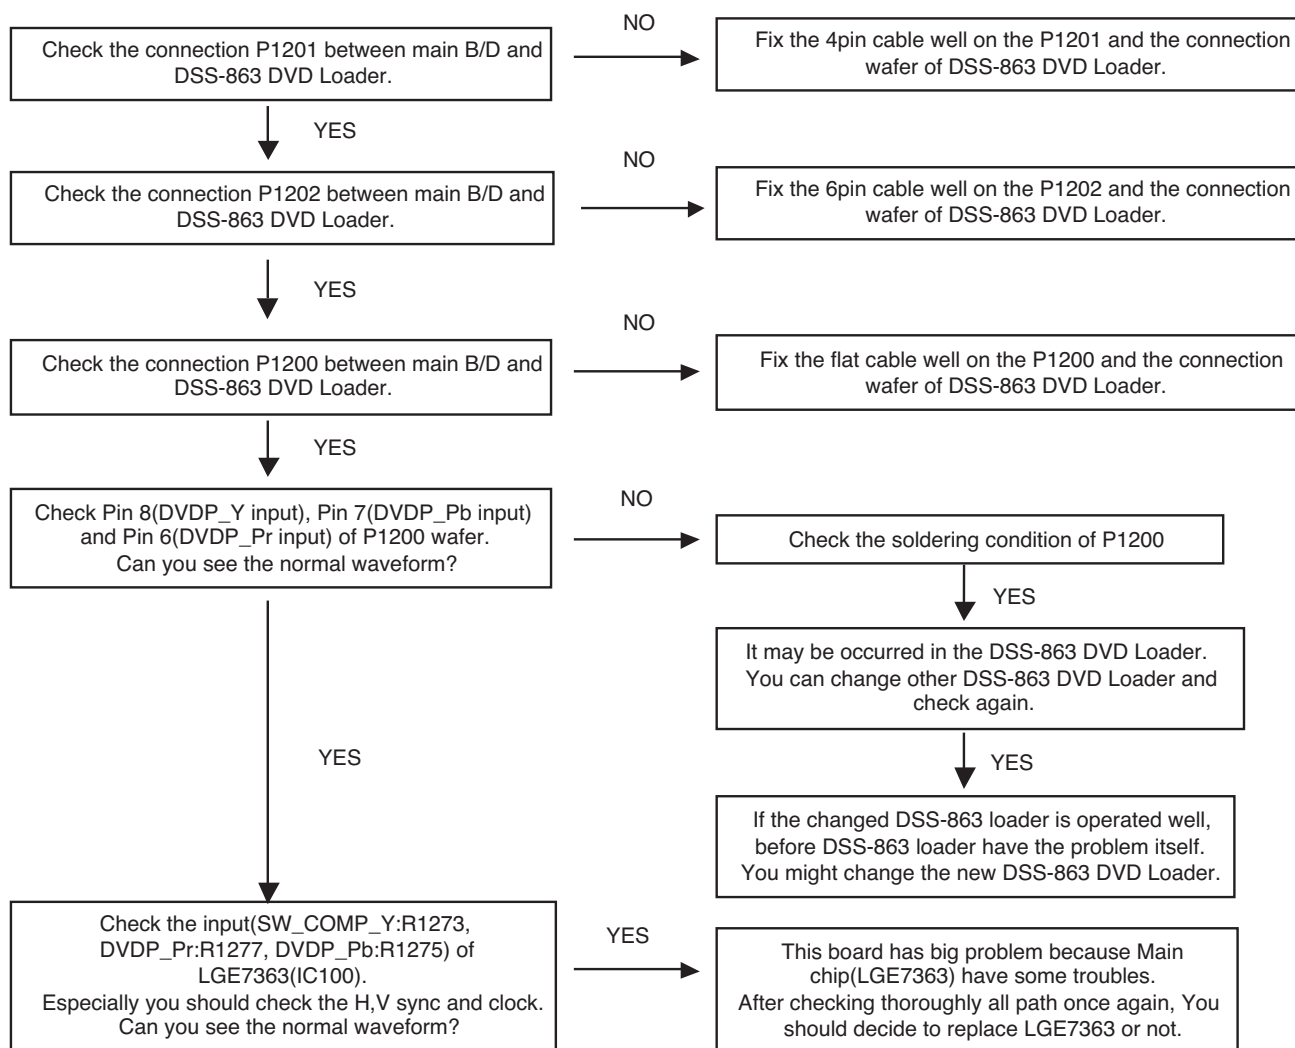 Check the connection P1201 between main B/D and
DSS-863 DVD Loader.
NO
Fix the 4pin cable well on the P1201 and the connection
wafer of DSS-863 DVD Loader.
YES
Check the connection P1202 between main B/D and
DSS-863 DVD Loader.
NO
Fix the 6pin cable well on the P1202 and the connection
wafer of DSS-863 DVD Loader.
YES
Check the connection P1200 between main B/D and
DSS-863 DVD Loader.
NO
Fix the flat cable well on the P1200 and the connection
wafer of DSS-863 DVD Loader.
YES
Check Pin 8(DVDP_Y input), Pin 7(DVDP_Pb input)
and Pin 6(DVDP_Pr input) of P1200 wafer.
Can you see the normal waveform?
NO
Check the soldering condition of P1200
YES
It may be occurred in the DSS-863 DVD Loader.
You can change other DSS-863 DVD Loader and
check again.
YES
If the changed DSS-863 loader is operated well,
before DSS-863 loader have the problem itself.
You might change the new DSS-863 DVD Loader.
YES
Check the input(SW_COMP_Y:R1273,
DVDP_Pr:R1277, DVDP_Pb:R1275) of
LGE7363(IC100).
Especially you should check the H,V sync and clock.
Can you see the normal waveform?
YES
This board has big problem because Main
chip(LGE7363) have some troubles.
After checking thoroughly all path once again, You
should decide to replace LGE7363 or not.